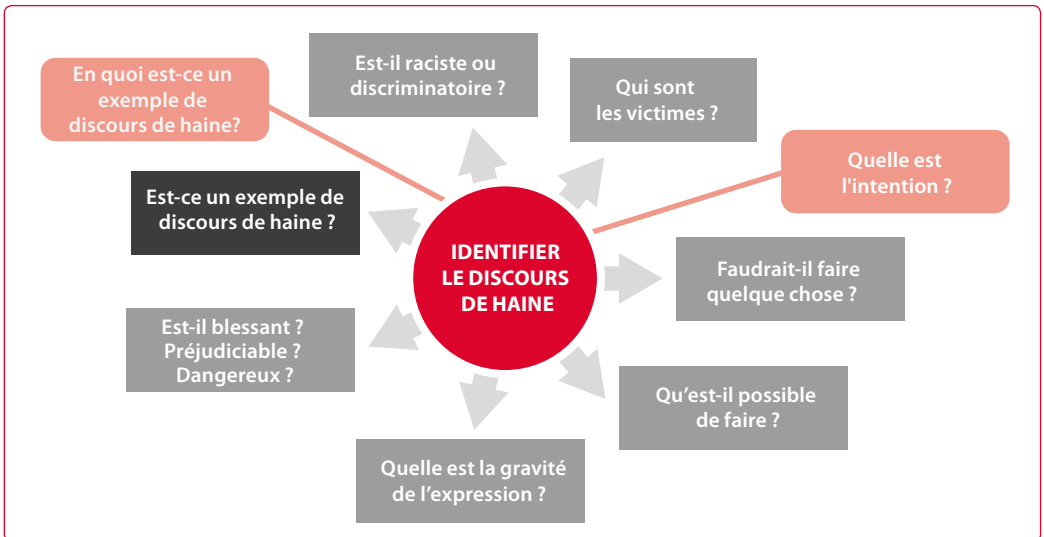 En quoi est-ce un
exemple de
discours de haine?
Est-il raciste ou
discriminatoire ?
Qui sont
les victimes ?
Quelle est
l'intention ?
Est-ce un exemple de
discours de haine ?
IDENTIFIER
LE DISCOURS
DE HAINE
Faudrait-il faire
quelque chose ?
Est-il blessant ?
Préjudiciable ?
Dangereux ?
Qu’est-il possible
de faire ?
Quelle est la gravité
de l’expression ?